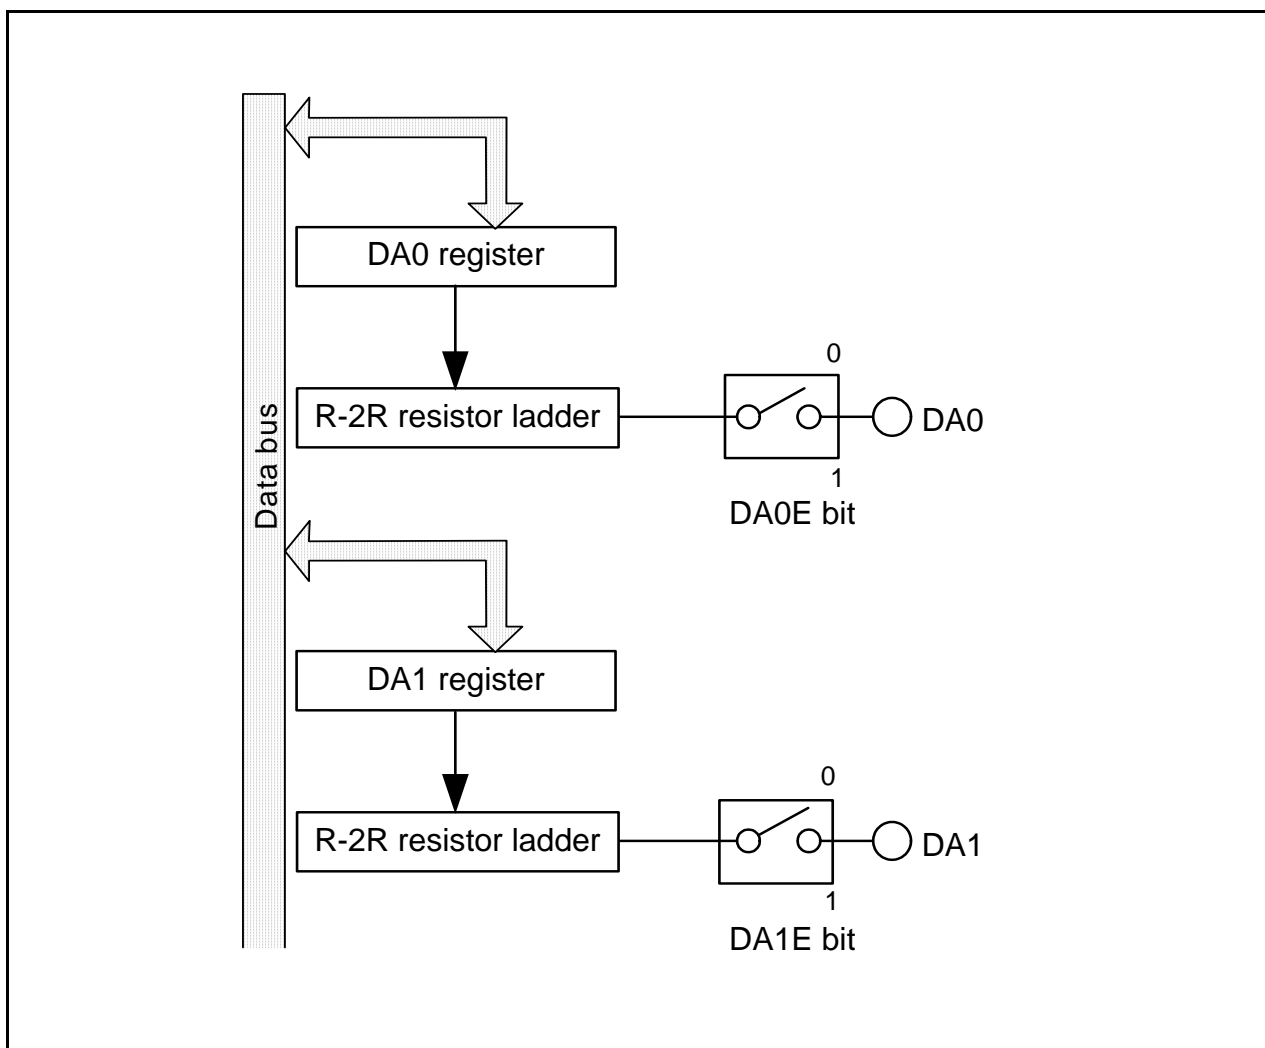 Data bus
DA0 register
R-2R resistor ladder
0
1
DA0E bit
DA0
DA1 register
R-2R resistor ladder
0
1
DA1E bit
DA1